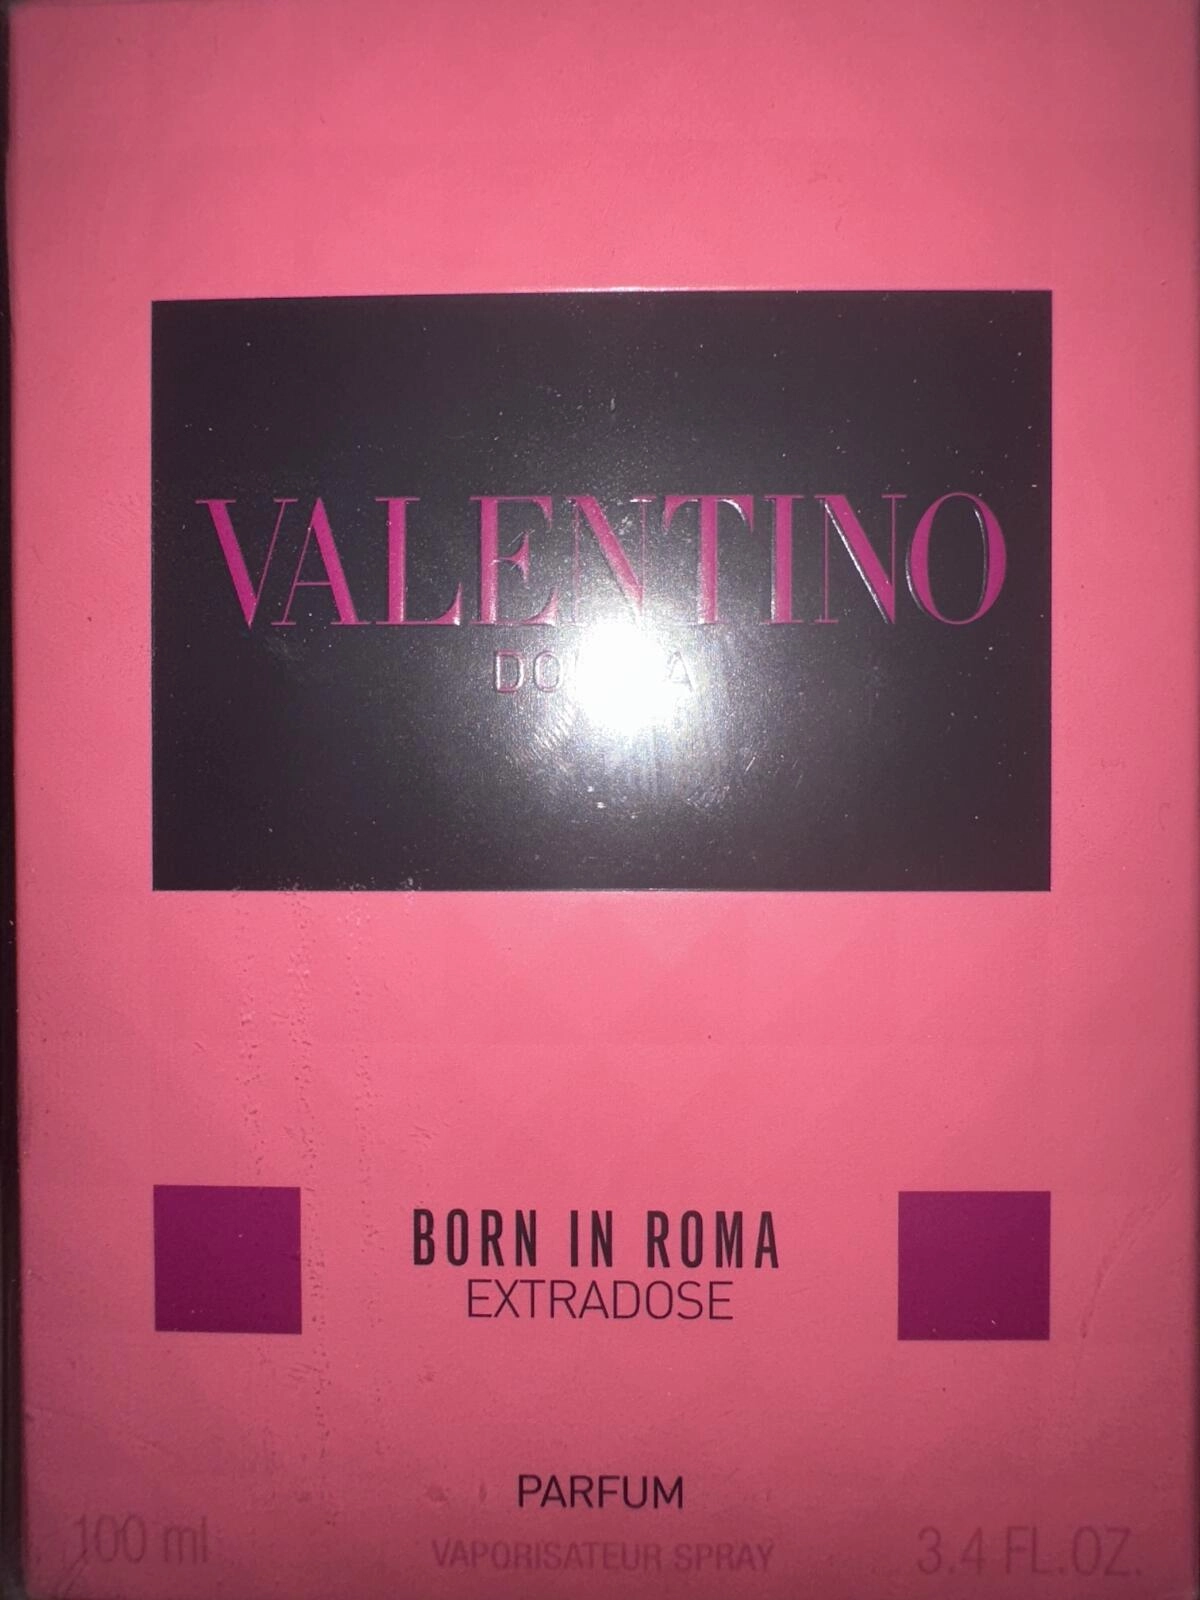 VALENTINO
BORN IN ROMA
EXTRADOSE
PARFUM
100 ml VAPORISATEUR SPRAY 3.4 FL.OZ.